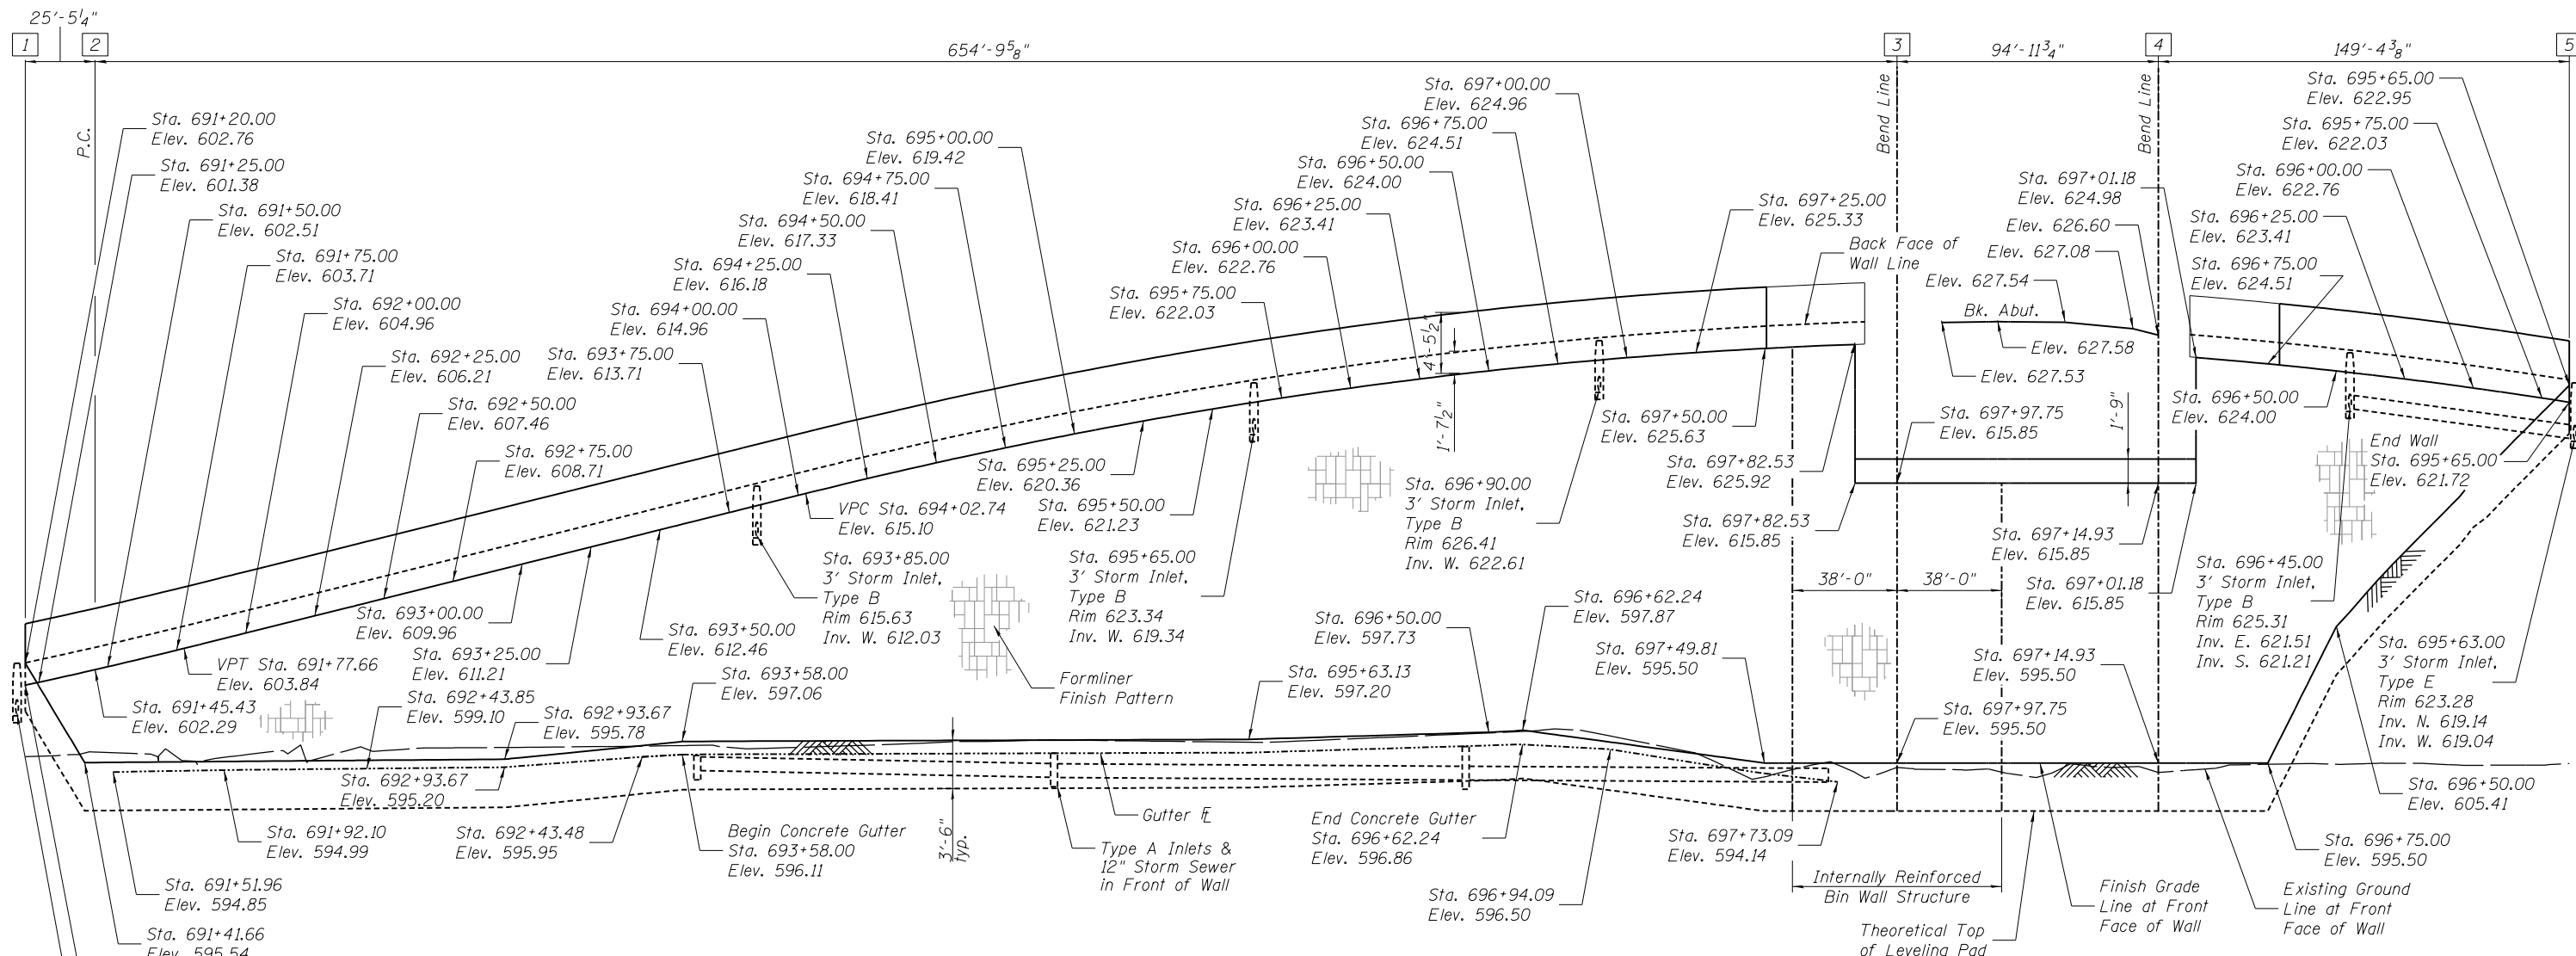 25'-5 1/4"
1
2
654'-9 5/8"
3
94'-11 3/4"
4
149'-4 3/8"
5
P.C.
Bend Line
Bend Line
Sta. 691+20.00
Elev. 602.76
Sta. 691+25.00
Elev. 601.38
Sta. 691+50.00
Elev. 602.51
Sta. 691+75.00
Elev. 603.71
Sta. 692+00.00
Elev. 604.96
Sta. 692+25.00
Elev. 606.21
Sta. 692+50.00
Elev. 607.46
Sta. 692+75.00
Elev. 608.71
Sta. 693+75.00
Elev. 613.71
Sta. 694+00.00
Elev. 614.96
Sta. 694+25.00
Elev. 616.18
Sta. 694+50.00
Elev. 617.33
Sta. 694+75.00
Elev. 618.41
Sta. 695+00.00
Elev. 619.42
Sta. 695+75.00
Elev. 622.03
Sta. 696+00.00
Elev. 622.76
Sta. 696+25.00
Elev. 623.41
Sta. 696+50.00
Elev. 624.00
Sta. 696+75.00
Elev. 624.51
Sta. 697+00.00
Elev. 624.96
Sta. 697+25.00
Elev. 625.33
Back Face of
Wall Line
Elev. 627.54
Bk. Abut.
Elev. 627.08
Elev. 626.60
Sta. 697+01.18
Elev. 624.98
Elev. 627.58
Elev. 627.53
Sta. 695+65.00
Elev. 622.95
Sta. 695+75.00
Elev. 622.03
Sta. 696+00.00
Elev. 622.76
Sta. 696+25.00
Elev. 623.41
Sta. 696+75.00
Elev. 624.51
Sta. 696+50.00
Elev. 624.00
End Wall
Sta. 695+65.00
Elev. 621.72
4'-5 1/2"
1'-7 1/2"
1'-9"
Sta. 697+50.00
Elev. 625.63
Sta. 697+82.53
Elev. 625.92
Sta. 697+97.75
Elev. 615.85
Sta. 697+82.53
Elev. 615.85
Sta. 697+14.93
Elev. 615.85
Sta. 697+01.18
Elev. 615.85
38'-0"
38'-0"
Sta. 695+25.00
Elev. 620.36
Sta. 695+50.00
Elev. 621.23
VPC Sta. 694+02.74
Elev. 615.10
Sta. 693+85.00
3' Storm Inlet,
Type B
Rim 615.63
Inv. W. 612.03
Sta. 695+65.00
3' Storm Inlet,
Type B
Rim 623.34
Inv. W. 619.34
Sta. 696+90.00
3' Storm Inlet,
Type B
Rim 626.41
Inv. W. 622.61
Sta. 696+45.00
3' Storm Inlet,
Type B
Rim 625.31
Inv. E. 621.51
Inv. S. 621.21
Sta. 695+63.00
3' Storm Inlet,
Type E
Rim 623.28
Inv. N. 619.14
Inv. W. 619.04
Sta. 693+00.00
Elev. 609.96
Sta. 693+25.00
Elev. 611.21
Sta. 693+50.00
Elev. 612.46
VPT Sta. 691+77.66
Elev. 603.84
Sta. 691+45.43
Elev. 602.29
Sta. 692+43.85
Elev. 599.10
Sta. 692+93.67
Elev. 595.78
Sta. 693+58.00
Elev. 597.06
Formliner
Finish Pattern
Sta. 695+63.13
Elev. 597.20
Sta. 696+50.00
Elev. 597.73
Sta. 696+62.24
Elev. 597.87
Sta. 697+49.81
Elev. 595.50
Sta. 697+97.75
Elev. 595.50
Sta. 697+14.93
Elev. 595.50
Sta. 696+50.00
Elev. 605.41
Sta. 696+75.00
Elev. 595.50
Sta. 692+93.67
Elev. 595.20
Sta. 691+92.10
Elev. 594.99
Sta. 692+43.48
Elev. 595.95
Begin Concrete Gutter
Sta. 693+58.00
Elev. 596.11
3'-6"
typ.
Gutter
Type A Inlets &
12" Storm Sewer
in Front of Wall
End Concrete Gutter
Sta. 696+62.24
Elev. 596.86
Sta. 696+94.09
Elev. 596.50
Sta. 697+73.09
Elev. 594.14
Internally Reinforced
Bin Wall Structure
Theoretical Top
of Leveling Pad
Finish Grade
Line at Front
Face of Wall
Existing Ground
Line at Front
Face of Wall
Sta. 691+51.96
Elev. 594.85
Sta. 691+41.66
Elev. 595.54